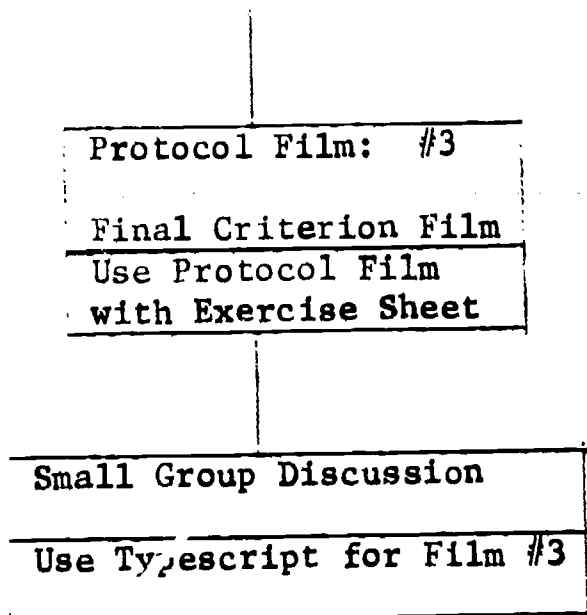 Protocol Film: #3
Final Criterion Film
Use Protocol Film
with Exercise Sheet
Small Group Discussion
Use Typescript for Film #3